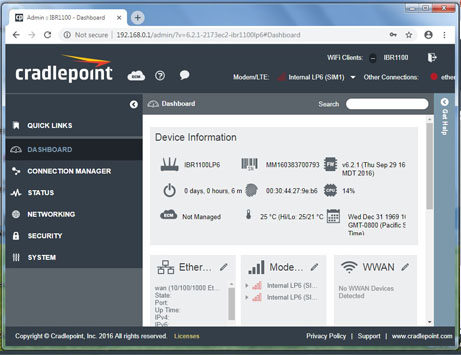 Admin : IBR1100 - Dashboard
Not secure | 192.168.0.1/admin/?v=6.2.1-2173ec2-ibr1100lp6#Dashboard
WiFi Clients: IBR1100
cradlepoint
ECM
Modem/LTE: Internal LP6 (SIM1) Other Connections: ether
Dashboard Search
Get Help
QUICK LINKS
DASHBOARD
CONNECTION MANAGER
STATUS
NETWORKING
SECURITY
SYSTEM
Device Information
IBR1100LP6 MM160383700793 FW v6.2.1 (Thu Sep 29 16
MDT 2016)
0 days, 0 hours, 6 m 00:30:44:27:9e:b6 CPU 14%
ECM Not Managed 25 °C (Hi/Lo: 25/21 °C Wed Dec 31 1969 16
GMT-0800 (Pacific S
Time)
Ether... Mode... WWAN
wan (10/100/1000 Et
State:
Port:
Up Time:
IPv4:
IPv6:
Internal LP6 (SI...
Internal LP6 (SI...
No WWAN Devices
Detected
Copyright © Cradlepoint, Inc. 2016 All rights reserved. Licenses Privacy Policy | Support | www.cradlepoint.com